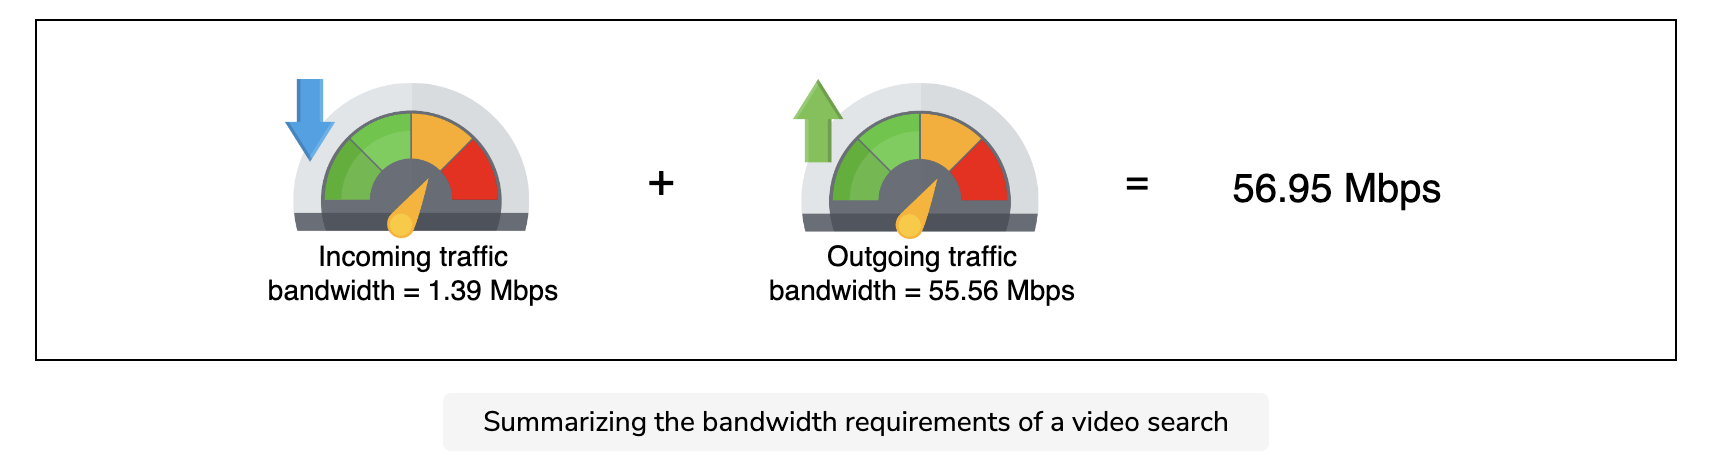 Incoming traffic
bandwidth = 1.39 Mbps
+
Outgoing traffic
bandwidth = 55.56 Mbps
=
56.95 Mbps
Summarizing the bandwidth requirements of a video search